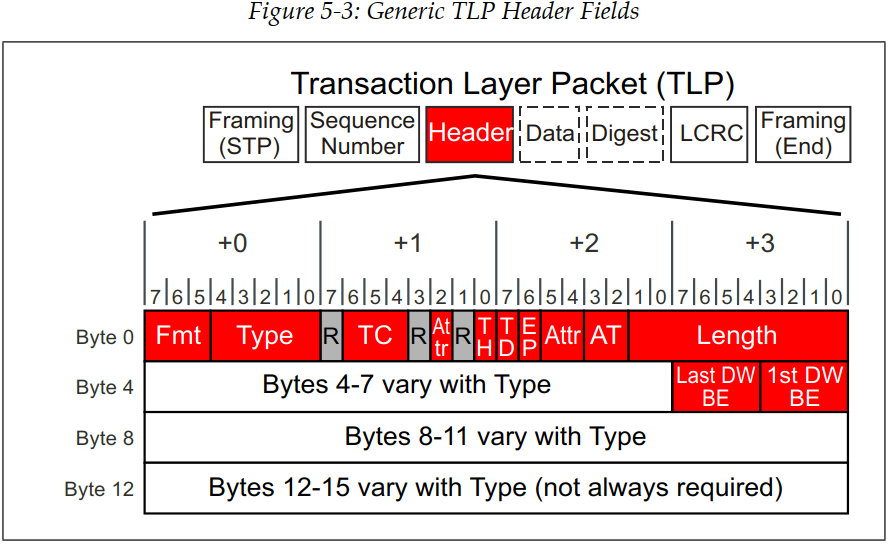 Figure 5-3: Generic TLP Header Fields
Transaction Layer Packet (TLP)
Framing (STP)
Sequence Number
Header
Data
Digest
LCRC
Framing (End)
+0 +1 +2 +3
7 6 5 4 3 2 1 0 7 6 5 4 3 2 1 0 7 6 5 4 3 2 1 0 7 6 5 4 3 2 1 0
Byte 0 Fmt Type R TC R Attr R TH TD EP Attr AT Length
Byte 4 Bytes 4-7 vary with Type Last DW BE 1st DW BE
Byte 8 Bytes 8-11 vary with Type
Byte 12 Bytes 12-15 vary with Type (not always required)